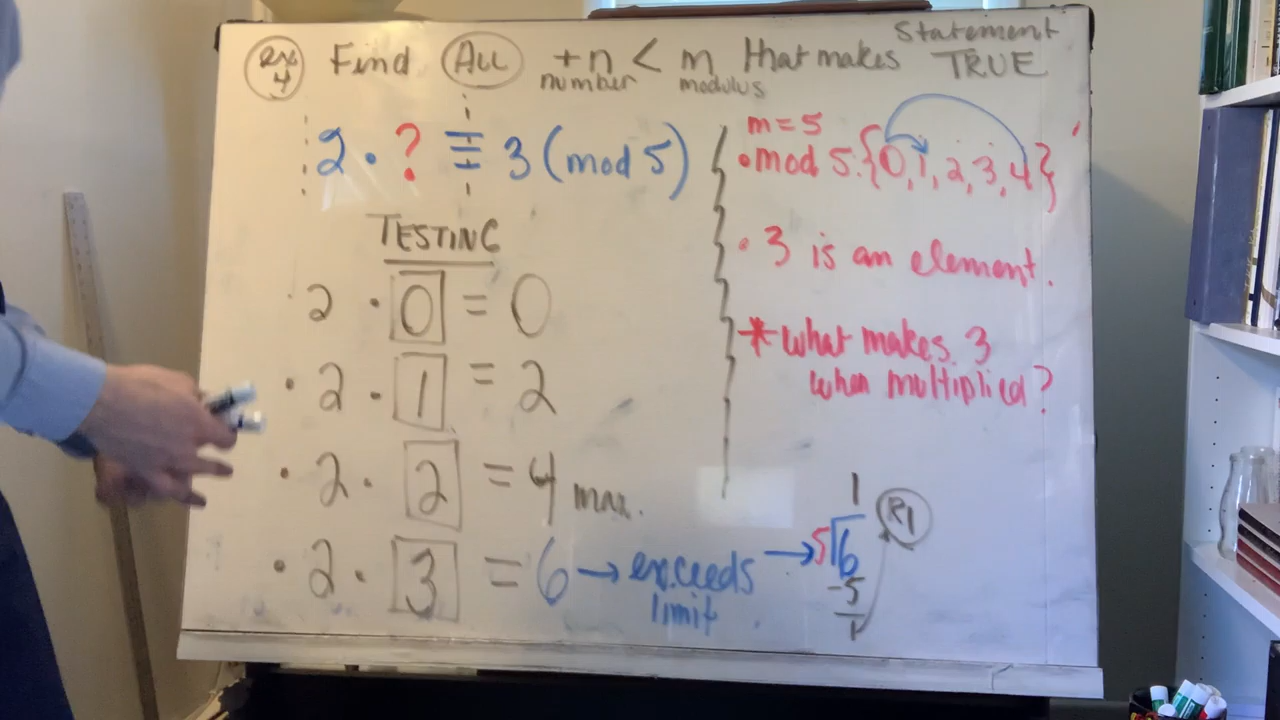 Ex 4 Find ALL +n < m that makes Statement TRUE
number modulus
2 · ? ≡ 3 (mod 5)
TESTING
2 · 0 = 0
· 2 · 1 = 2
· 2 · 2 = 4 max.
· 2 · 3 = 6 → exceeds limit → 5
1
R1
6
-5
1
m = 5
• mod 5: {0, 1, 2, 3, 4}
• 3 is an element.
* What makes 3
when multiplied?